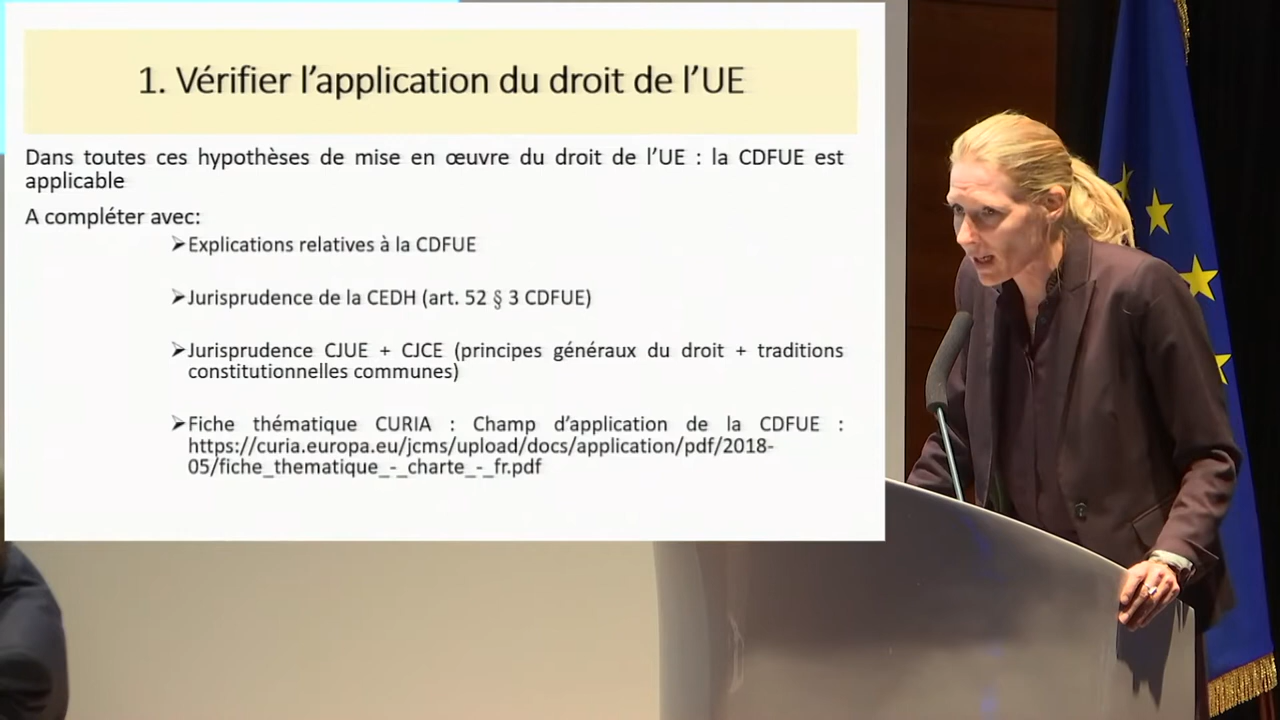 1. Vérifier l’application du droit de l’UE
Dans toutes ces hypothèses de mise en œuvre du droit de l’UE : la CDFUE est
applicable
A compléter avec:
➢Explications relatives à la CDFUE
➢Jurisprudence de la CEDH (art. 52 § 3 CDFUE)
➢Jurisprudence CJUE + CJCE (principes généraux du droit + traditions
constitutionnelles communes)
➢Fiche thématique CURIA : Champ d’application de la CDFUE :
https://curia.europa.eu/jcms/upload/docs/application/pdf/2018-
05/fiche_thematique_-_charte_-_fr.pdf